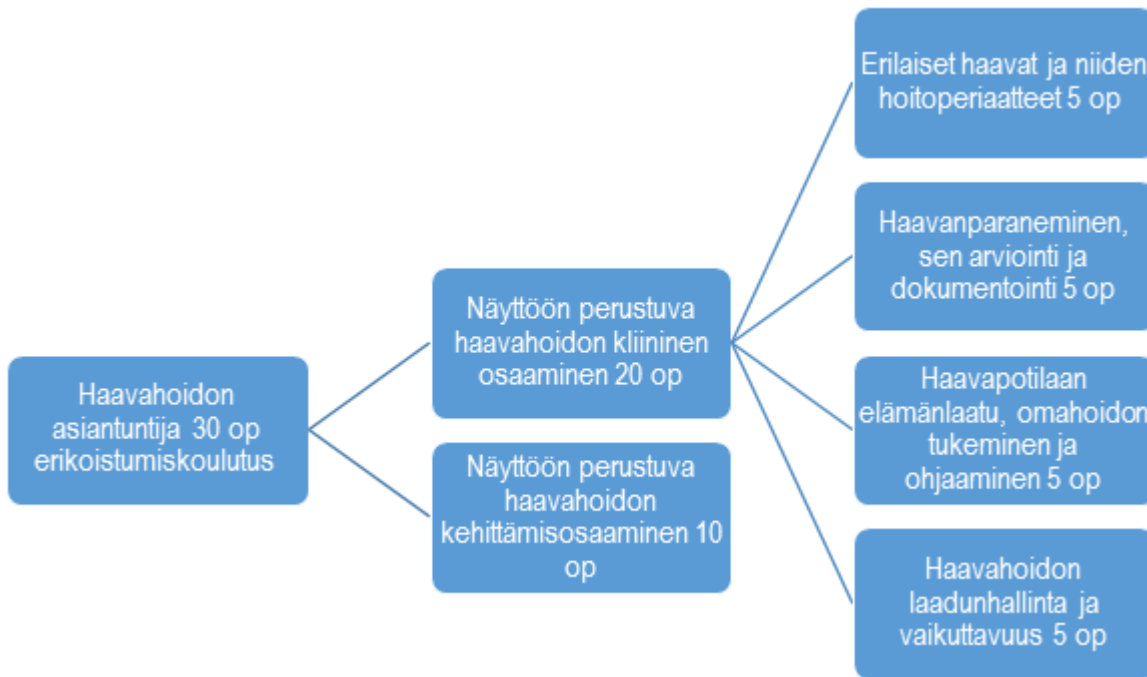 Haavahoidon
asiantuntija 30 op
erikoistumiskoulutus
Näyttöön perustuva
haavahoidon kliininen
osaaminen 20 op
Näyttöön perustuva
haavahoidon
kehittämisosaaminen 10
op
Erilaiset haavat ja niiden
hoitoperiaatteet 5 op
Haavanparaneminen,
sen arviointi ja
dokumentointi 5 op
Haavapotilaan
elämänlaatu, omahoidon
tukeminen ja
ohjaaminen 5 op
Haavahoidon
laadunhallinta ja
vaikuttavuus 5 op